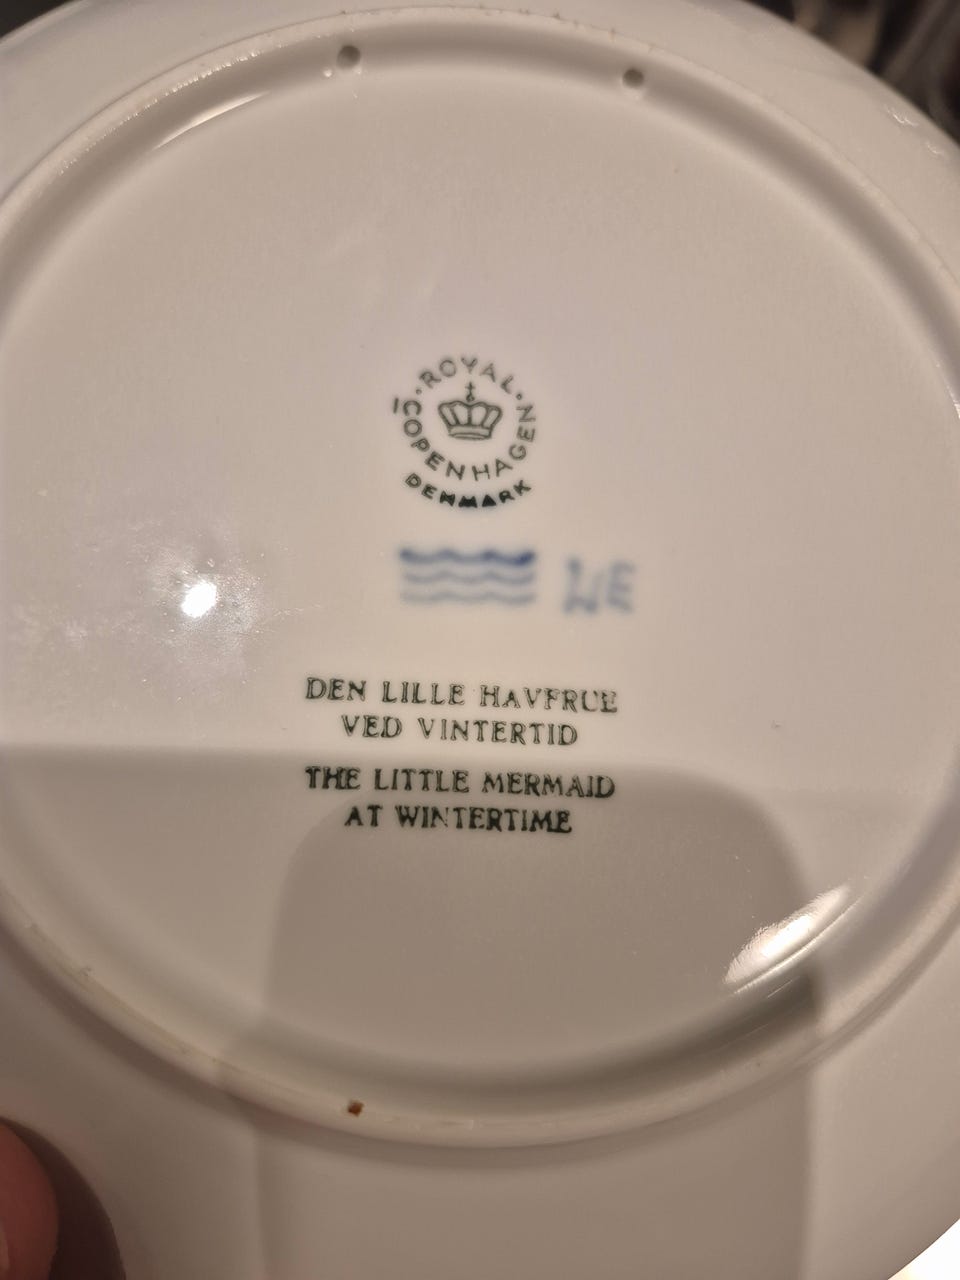 ROYAL
COPENHAGEN
DENMARK
DEN LILLE HAVFRUE
VED VINTERTID
THE LITTLE MERMAID
AT WINTERTIME